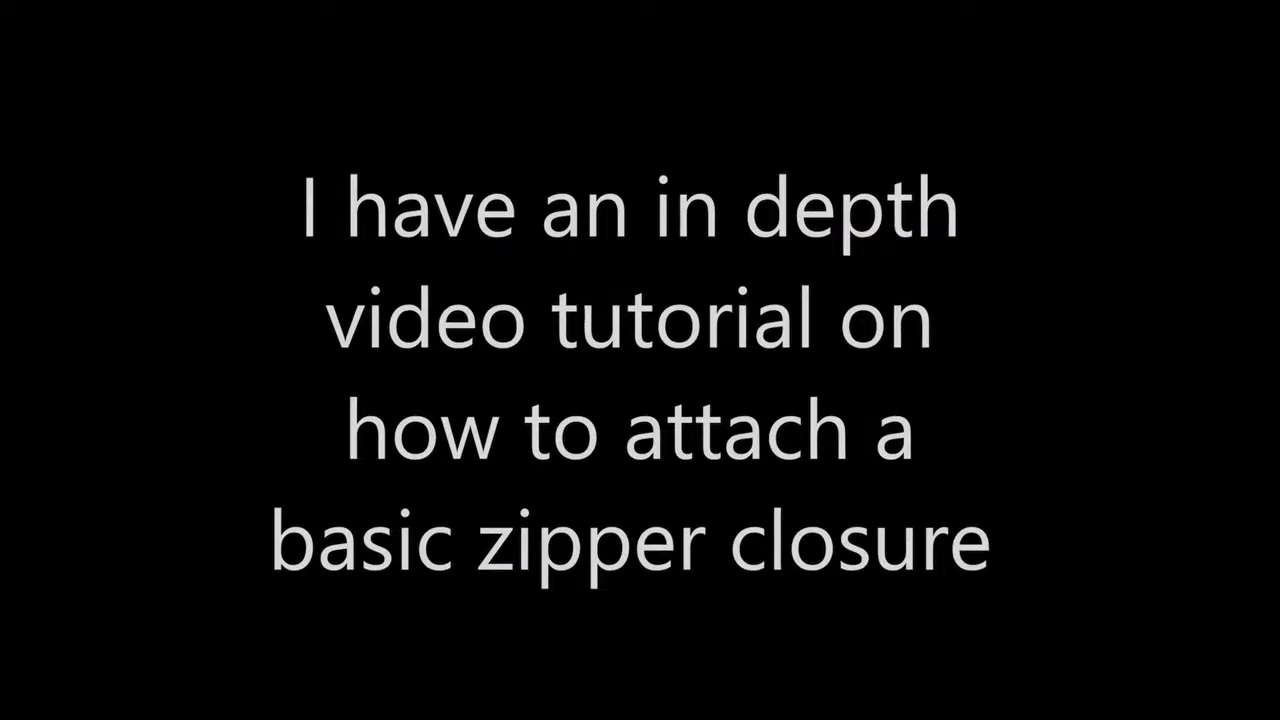 I have an in depth
video tutorial on
how to attach a
basic zipper closure